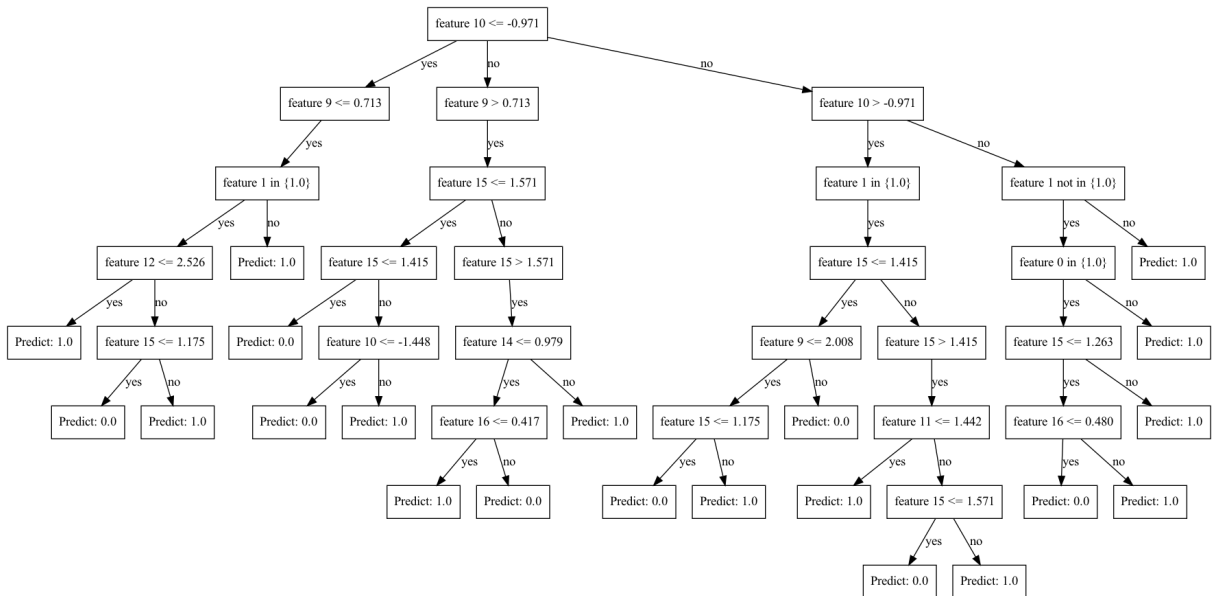 feature 10 <= -0.971
yes
no
no
feature 9 <= 0.713
feature 9 > 0.713
feature 10 > -0.971
yes
yes
yes
no
feature 1 in {1.0}
feature 15 <= 1.571
feature 1 in {1.0}
feature 1 not in {1.0}
yes
no
yes
no
yes
yes
no
feature 12 <= 2.526
Predict: 1.0
feature 15 <= 1.415
feature 15 > 1.571
feature 15 <= 1.415
feature 0 in {1.0}
Predict: 1.0
yes
no
yes
no
yes
yes
no
yes
no
Predict: 1.0
feature 15 <= 1.175
Predict: 0.0
feature 10 <= -1.448
feature 14 <= 0.979
feature 9 <= 2.008
feature 15 > 1.415
feature 15 <= 1.263
Predict: 1.0
yes
no
yes
no
yes
no
yes
no
yes
yes
no
Predict: 0.0
Predict: 1.0
Predict: 0.0
Predict: 1.0
feature 16 <= 0.417
Predict: 1.0
feature 15 <= 1.175
Predict: 0.0
feature 11 <= 1.442
feature 16 <= 0.480
Predict: 1.0
yes
no
yes
no
yes
no
yes
no
Predict: 1.0
Predict: 0.0
Predict: 0.0
Predict: 1.0
Predict: 1.0
feature 15 <= 1.571
Predict: 0.0
Predict: 1.0
yes
no
Predict: 0.0
Predict: 1.0